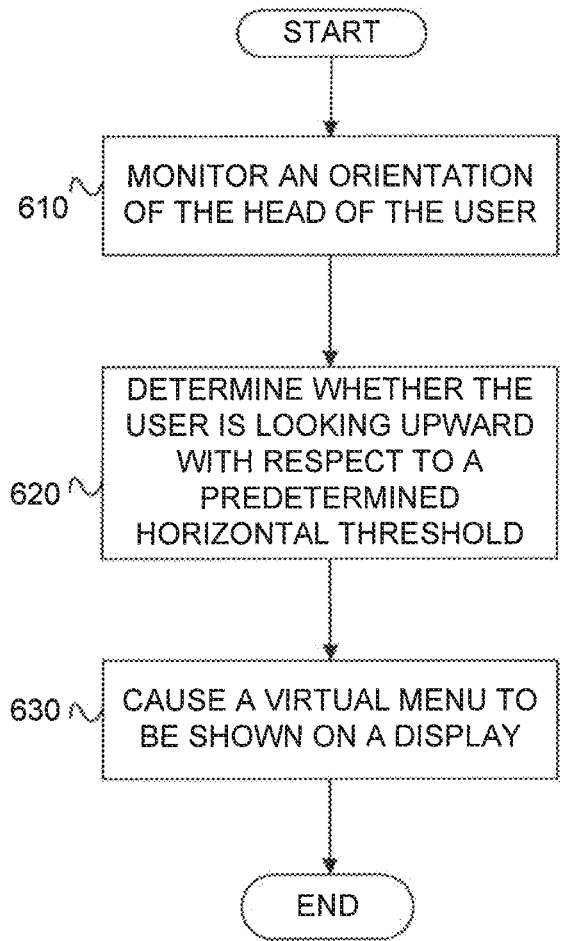 START
MONITOR AN ORIENTATION
OF THE HEAD OF THE USER
610
DETERMINE WHETHER THE
USER IS LOOKING UPWARD
WITH RESPECT TO A
PREDETERMINED
HORIZONTAL THRESHOLD
620
CAUSE A VIRTUAL MENU TO
BE SHOWN ON A DISPLAY
630
END